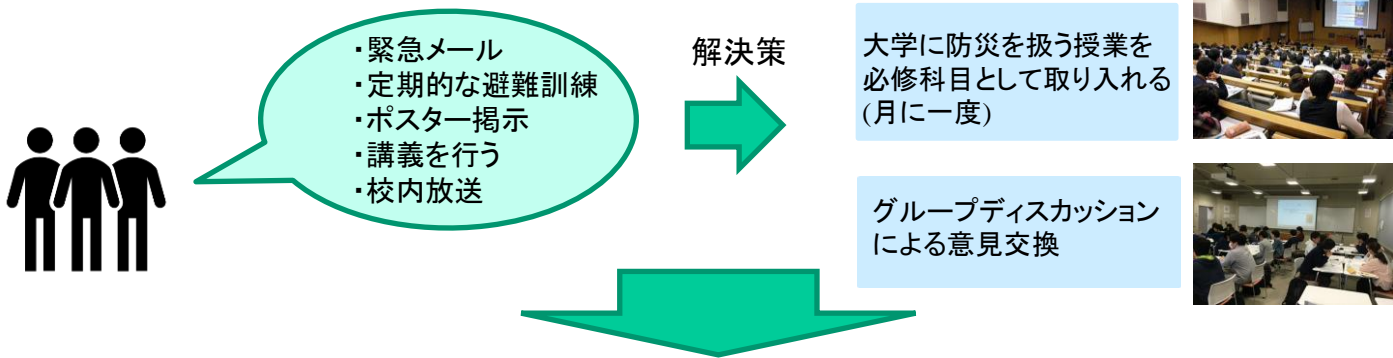 ・緊急メール
・定期的な避難訓練
・ポスター掲示
・講義を行う
・校内放送
解決策
大学に防災を扱う授業を
必修科目として取り入れる
(月に一度)
グループディスカッション
による意見交換